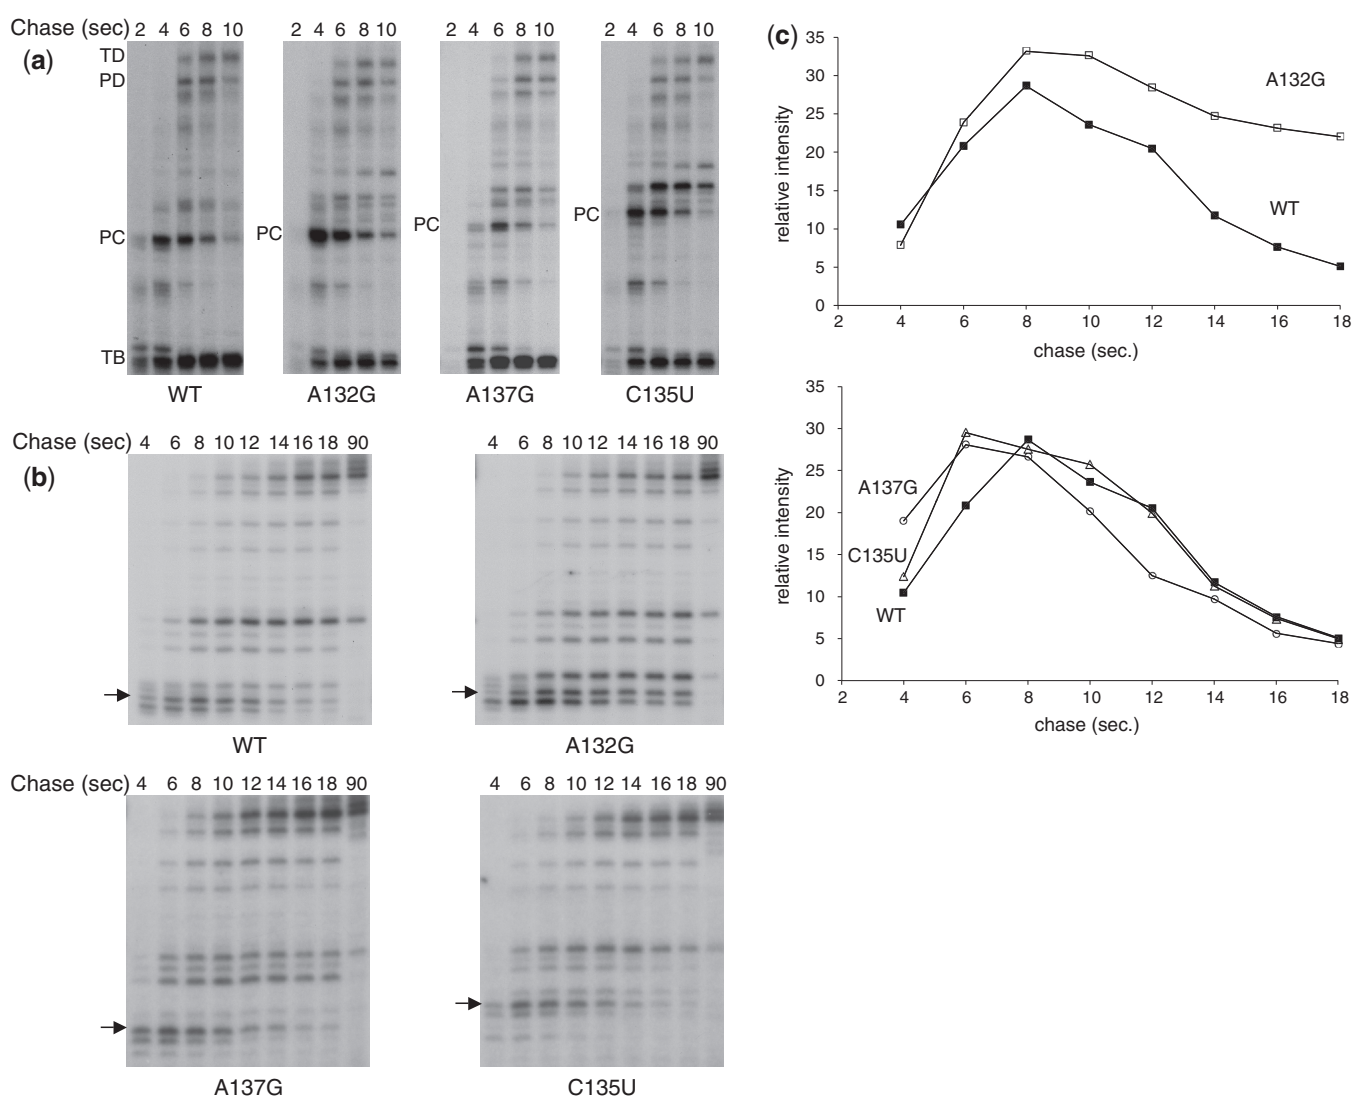 Chase (sec) 2 4 6 8 10 2 4 6 8 10 2 4 6 8 10 2 4 6 8 10
(a)
TD
PD
PC
TB
PC
PC
PC
WT A132G A137G C135U
Chase (sec) 4 6 8 10 12 14 16 18 90 4 6 8 10 12 14 16 18 90
(b)
WT A132G
Chase (sec) 4 6 8 10 12 14 16 18 90 4 6 8 10 12 14 16 18 90
A137G C135U
(c)
35
30
25
20
15
10
5
0
relative intensity
A132G
WT
2 4 6 8 10 12 14 16 18
chase (sec.)
35
30
25
20
15
10
5
0
relative intensity
A137G
C135U
WT
2 4 6 8 10 12 14 16 18
chase (sec.)